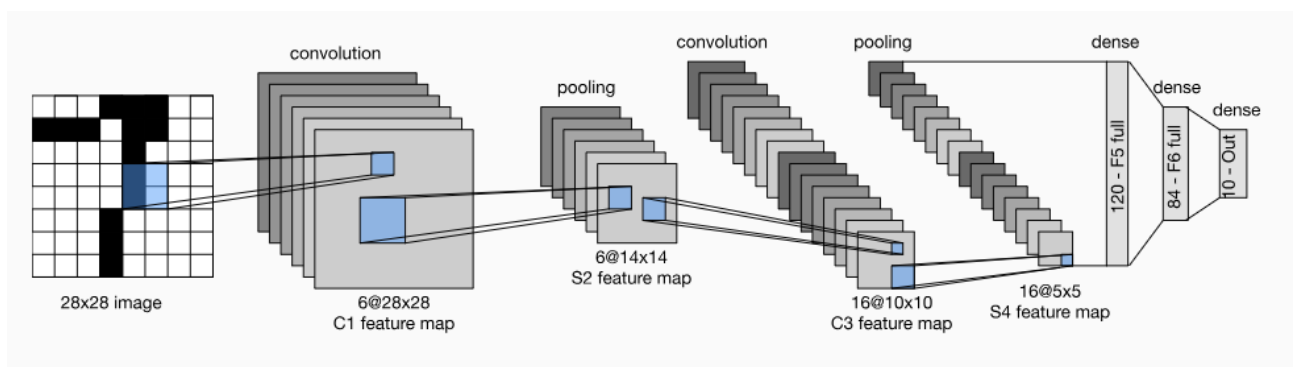 convolution
pooling
convolution
pooling
dense
dense
dense
28x28 image
6@28x28
C1 feature map
6@14x14
S2 feature map
16@10x10
C3 feature map
16@5x5
S4 feature map
120 - F5 full
84 - F6 full
10 - Out